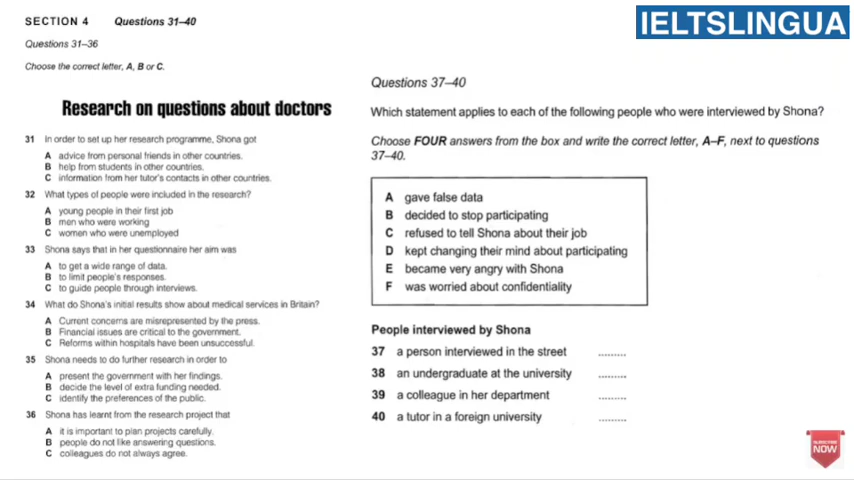 SECTION 4 Questions 31–40
Questions 31–36
Choose the correct letter, A, B or C.
Research on questions about doctors
31 In order to set up her research programme, Shona got
A advice from personal friends in other countries.
B help from students in other countries.
C information from her tutor's contacts in other countries.
32 What types of people were included in the research?
A young people in their first job
B men who were working
C women who were unemployed
33 Shona says that in her questionnaire her aim was
A to get a wide range of data.
B to limit people's responses.
C to guide people through interviews.
34 What do Shona's initial results show about medical services in Britain?
A Current concerns are misrepresented by the press.
B Financial issues are critical to the government.
C Reforms within hospitals have been unsuccessful.
35 Shona needs to do further research in order to
A present the government with her findings.
B decide the level of extra funding needed.
C identify the preferences of the public.
36 Shona has learnt from the research project that
A it is important to plan projects carefully.
B people do not like answering questions.
C colleagues do not always agree.
IELTSLINGUA
Questions 37–40
Which statement applies to each of the following people who were interviewed by Shona?
Choose FOUR answers from the box and write the correct letter, A–F, next to questions
37–40.
A gave false data
B decided to stop participating
C refused to tell Shona about their job
D kept changing their mind about participating
E became very angry with Shona
F was worried about confidentiality
People interviewed by Shona
37 a person interviewed in the street .........
38 an undergraduate at the university .........
39 a colleague in her department .........
40 a tutor in a foreign university .........
SUBSCRIBE
NOW